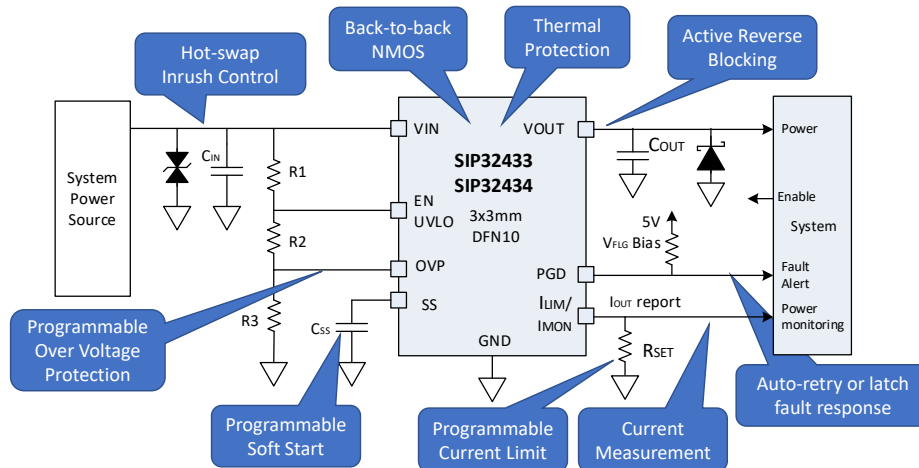 Back-to-back
NMOS
Thermal
Protection
Active Reverse
Blocking
Hot-swap
Inrush Control
System
Power
Source
CIN
R1
R2
R3
CSS
VIN
VOUT
SIP32433
SIP32434
3x3mm
DFN10
EN
UVLO
OVP
SS
PGD
ILIM/
IMON
GND
COUT
5V
VFLG Bias
IOUT report
RSET
Power
Enable
System
Fault
Alert
Power
monitoring
Programmable
Over Voltage
Protection
Programmable
Soft Start
Programmable
Current Limit
Current
Measurement
Auto-retry or latch
fault response